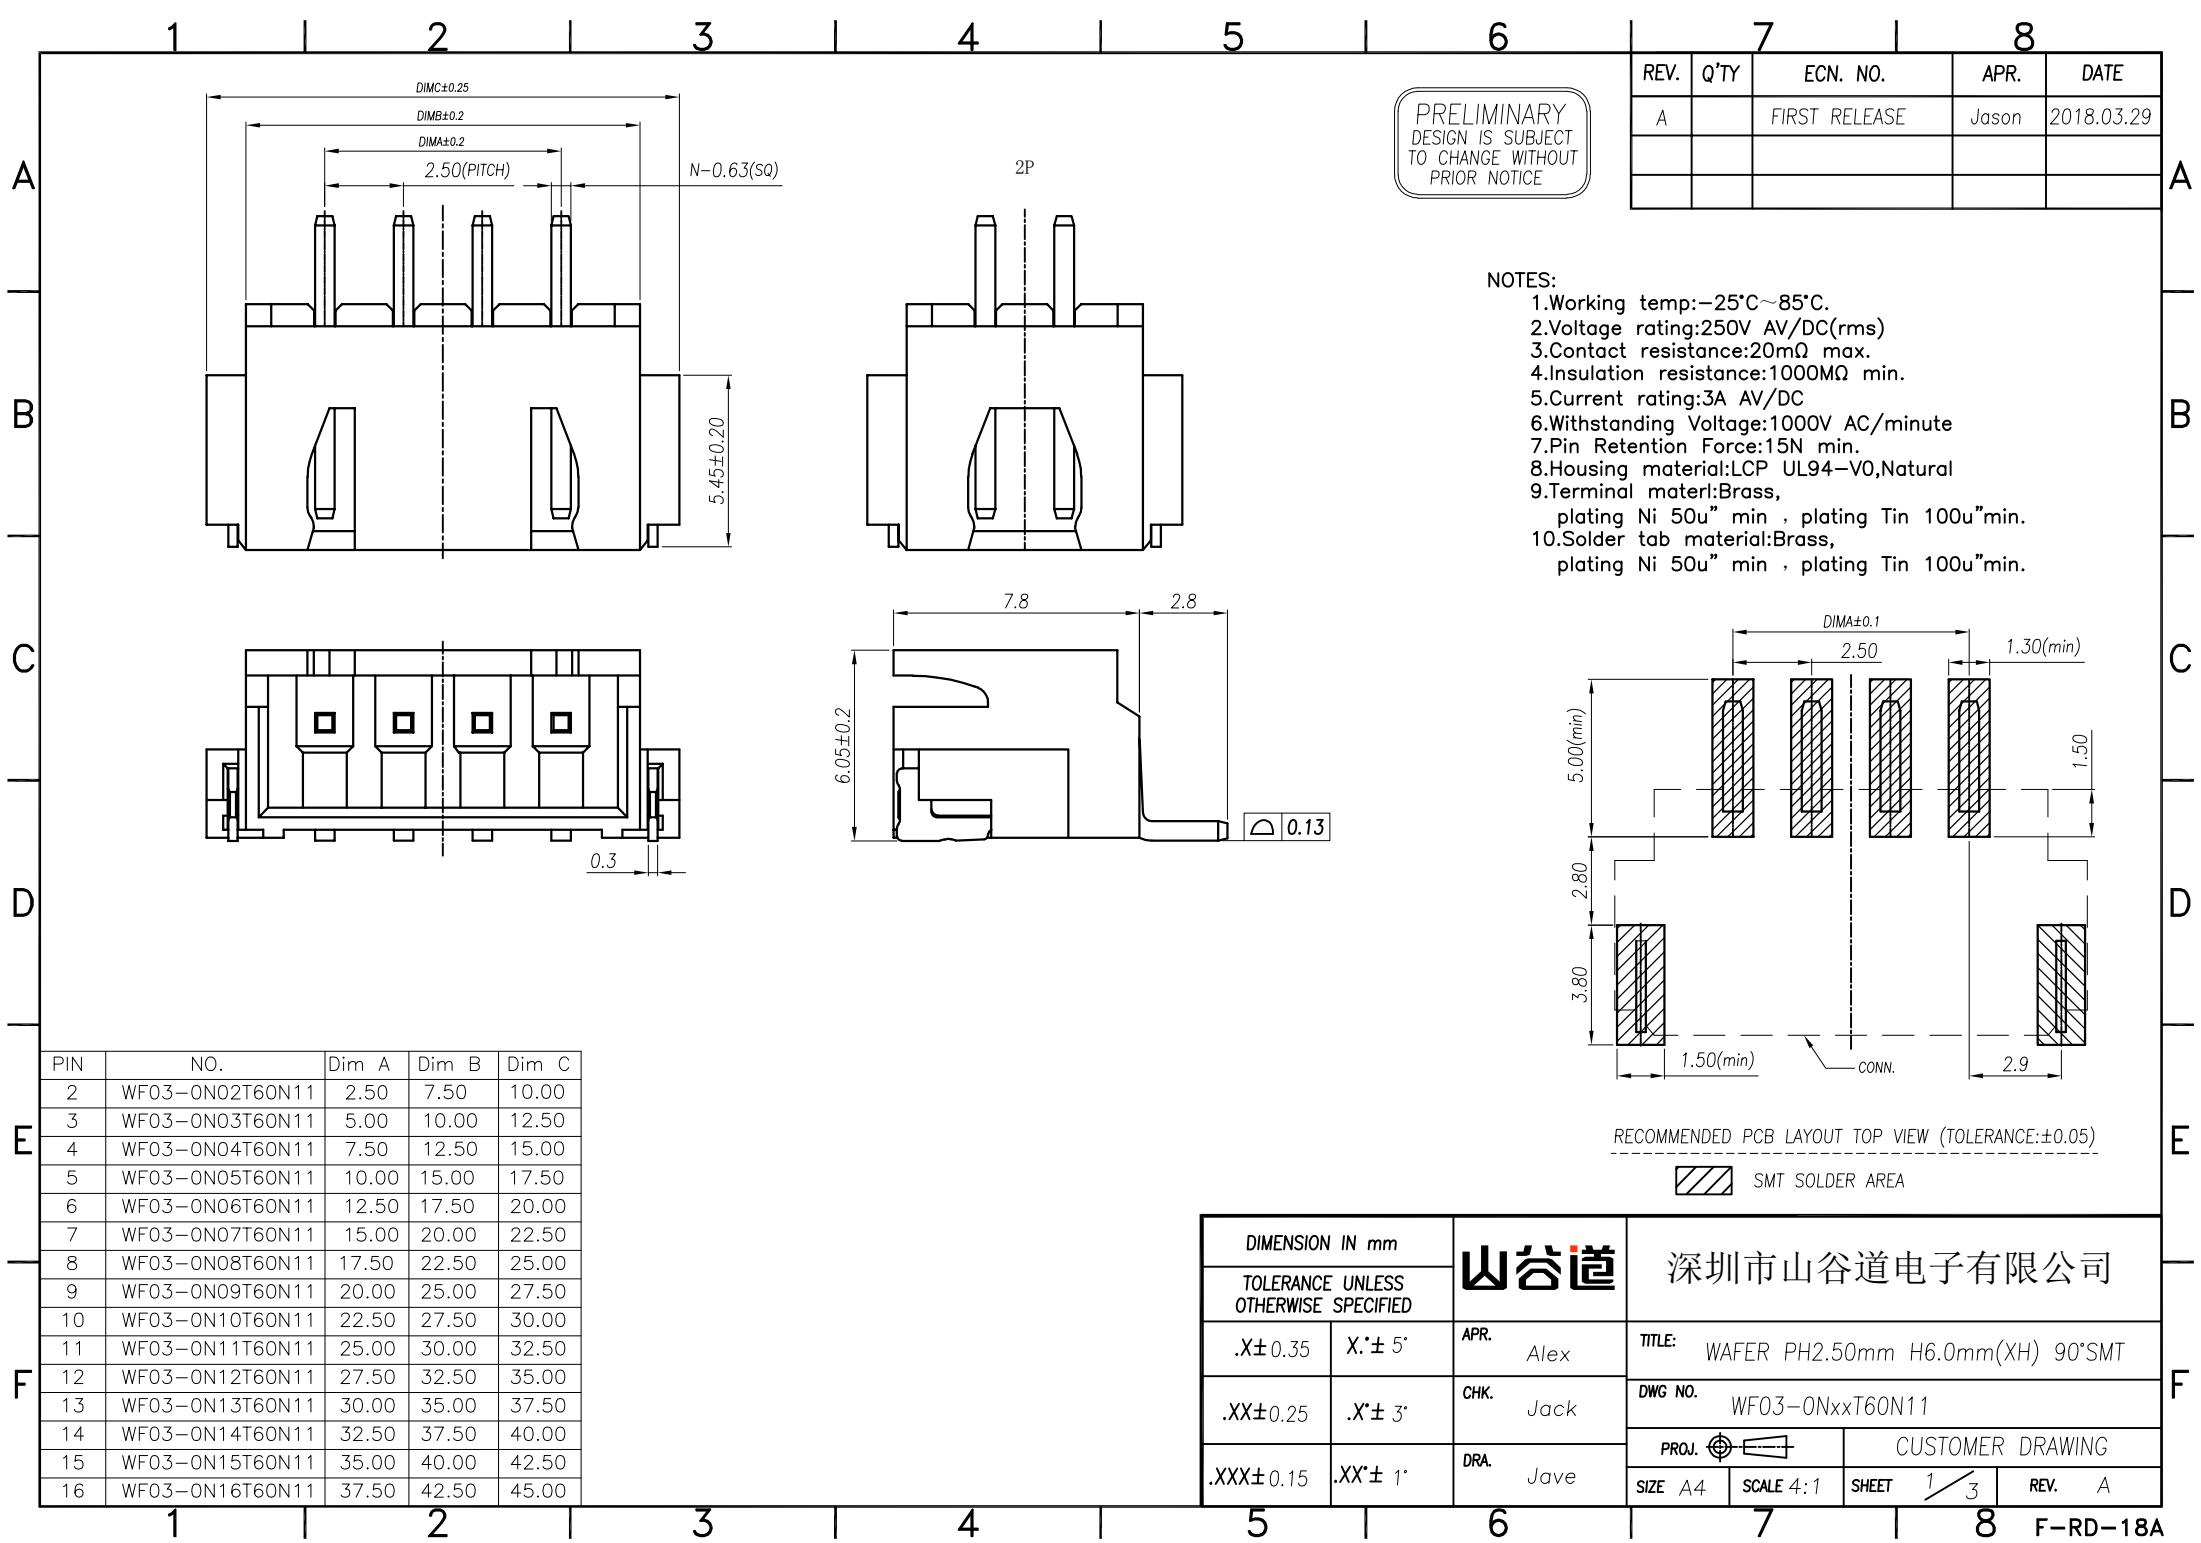 1 2 3 4 5 6 7 8
A
B
C
D
E
F
A
B
C
D
E
F
REV. Q'TY ECN. NO. APR. DATE
A FIRST RELEASE Jason 2018.03.29
PRELIMINARY
DESIGN IS SUBJECT
TO CHANGE WITHOUT
PRIOR NOTICE
DIMC±0.25
DIMB±0.2
DIMA±0.2
2.50(PITCH)
N-0.63(SQ)
5.45±0.20
2P
NOTES:
1.Working temp:-25°C~85°C.
2.Voltage rating:250V AV/DC(rms)
3.Contact resistance:20mΩ max.
4.Insulation resistance:1000MΩ min.
5.Current rating:3A AV/DC
6.Withstanding Voltage:1000V AC/minute
7.Pin Retention Force:15N min.
8.Housing material:LCP UL94-V0,Natural
9.Terminal materl:Brass,
plating Ni 50u" min , plating Tin 100u"min.
10.Solder tab material:Brass,
plating Ni 50u" min , plating Tin 100u"min.
0.3
7.8
2.8
6.05±0.2
0.13
DIMA±0.1
2.50
1.30(min)
5.00(min)
1.50
2.80
3.80
1.50(min)
CONN.
2.9
RECOMMENDED PCB LAYOUT TOP VIEW (TOLERANCE:±0.05)
SMT SOLDER AREA
PIN NO. Dim A Dim B Dim C
2 WF03-0N02T60N11 2.50 7.50 10.00
3 WF03-0N03T60N11 5.00 10.00 12.50
4 WF03-0N04T60N11 7.50 12.50 15.00
5 WF03-0N05T60N11 10.00 15.00 17.50
6 WF03-0N06T60N11 12.50 17.50 20.00
7 WF03-0N07T60N11 15.00 20.00 22.50
8 WF03-0N08T60N11 17.50 22.50 25.00
9 WF03-0N09T60N11 20.00 25.00 27.50
10 WF03-0N10T60N11 22.50 27.50 30.00
11 WF03-0N11T60N11 25.00 30.00 32.50
12 WF03-0N12T60N11 27.50 32.50 35.00
13 WF03-0N13T60N11 30.00 35.00 37.50
14 WF03-0N14T60N11 32.50 37.50 40.00
15 WF03-0N15T60N11 35.00 40.00 42.50
16 WF03-0N16T60N11 37.50 42.50 45.00
DIMENSION IN mm
TOLERANCE UNLESS
OTHERWISE SPECIFIED
.X±0.35 X.°± 5°
.XX±0.25 .X°± 3°
.XXX±0.15 .XX°± 1°
山谷道
APR. Alex
CHK. Jack
DRA. Jave
深圳市山谷道电子有限公司
TITLE: WAFER PH2.50mm H6.0mm(XH) 90°SMT
DWG NO. WF03-0NxxT60N11
PROJ. CUSTOMER DRAWING
SIZE A4 SCALE 4:1 SHEET 1/3 REV. A
1 2 3 4 5 6 7 8
F-RD-18A